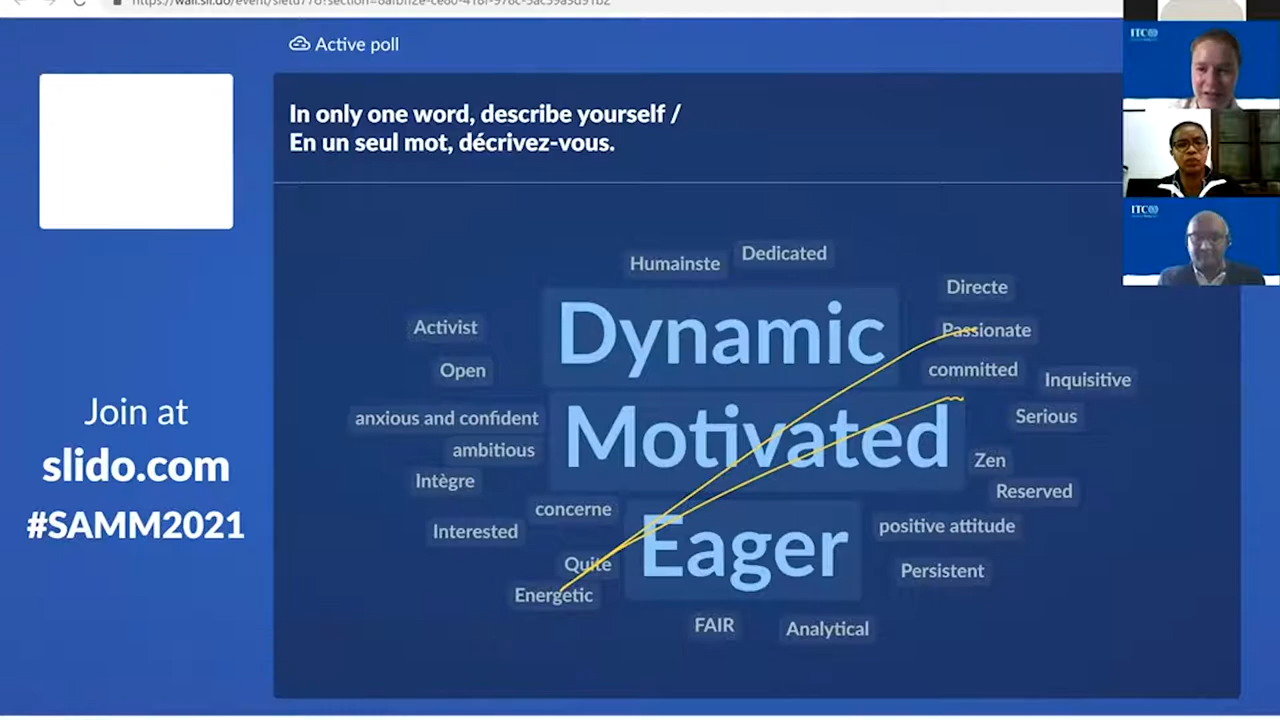 Active poll
In only one word, describe yourself /
En un seul mot, décrivez-vous.
Join at
slido.com
#SAMM2021
Humainste
Dedicated
Directe
Activist
Dynamic
Passionate
Open
committed
Inquisitive
anxious and confident
Motivated
Serious
ambitious
Zen
Intègre
Reserved
concerne
Interested
Eager
positive attitude
Quite
Persistent
Energetic
FAIR
Analytical
ITC
ITC